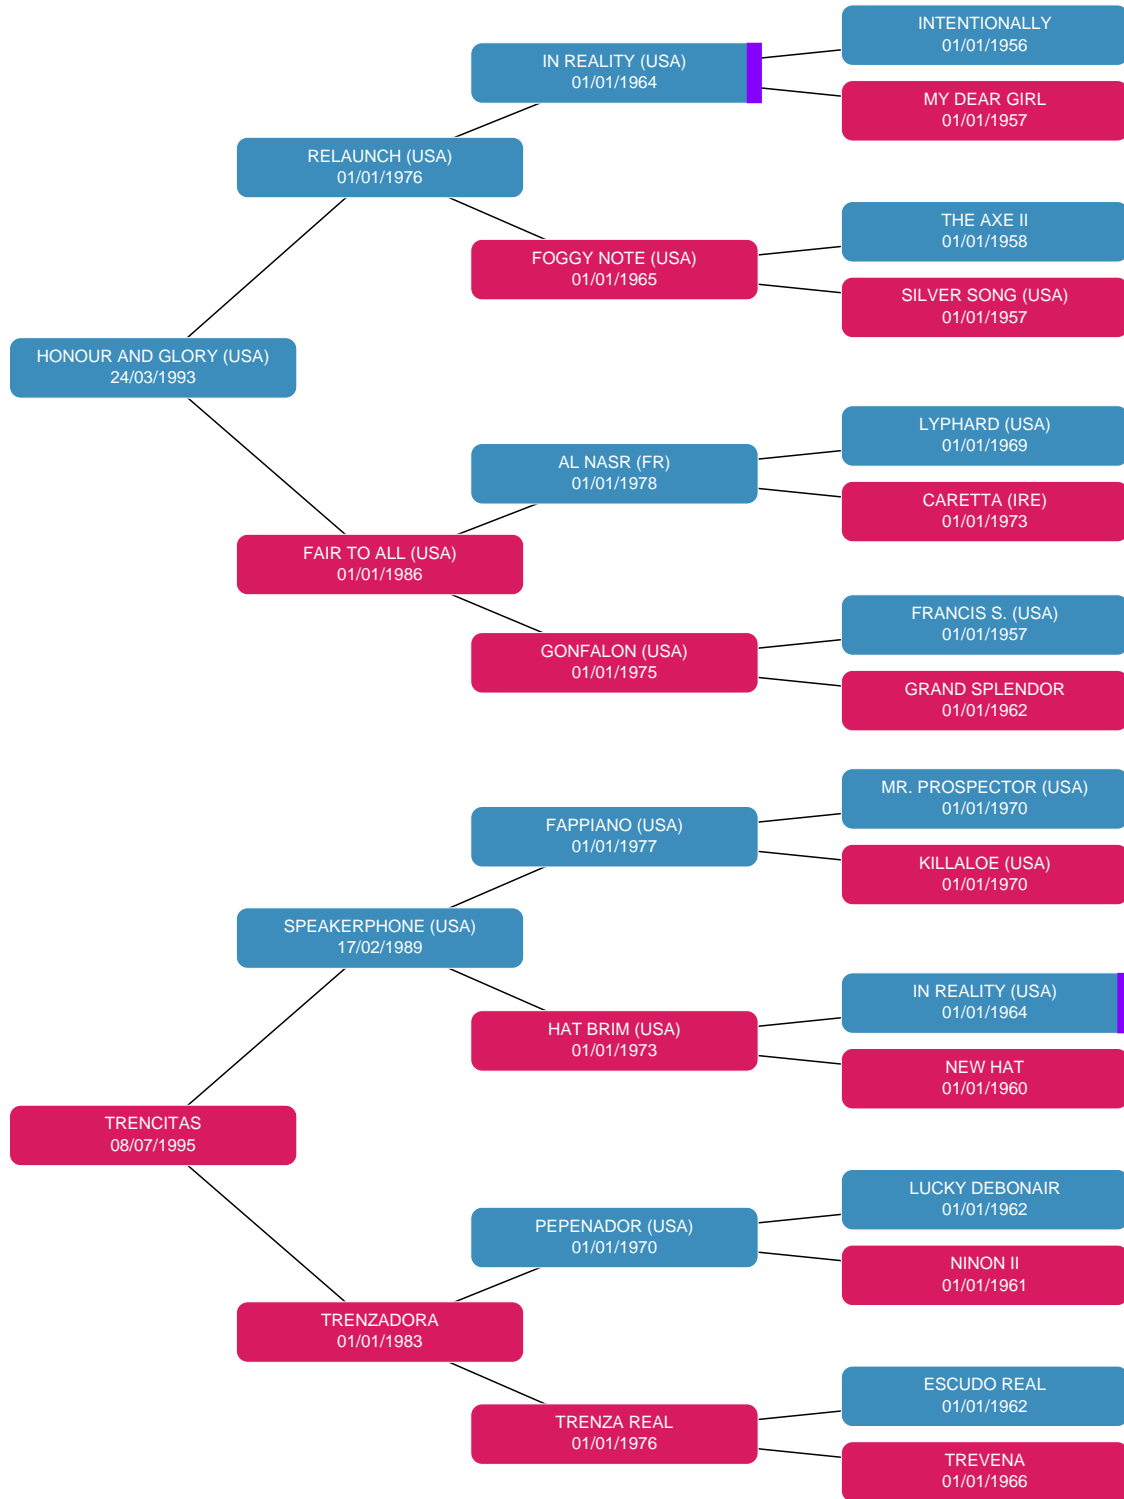 INTENTIONALLY
01/01/1956
IN REALITY (USA)
01/01/1964
MY DEAR GIRL
01/01/1957
RELAUNCH (USA)
01/01/1976
THE AXE II
01/01/1958
FOGGY NOTE (USA)
01/01/1965
SILVER SONG (USA)
01/01/1957
HONOUR AND GLORY (USA)
24/03/1993
LYPHARD (USA)
01/01/1969
AL NASR (FR)
01/01/1978
CARETTA (IRE)
01/01/1973
FAIR TO ALL (USA)
01/01/1986
FRANCIS S. (USA)
01/01/1957
GONFALON (USA)
01/01/1975
GRAND SPLENDOR
01/01/1962
MR. PROSPECTOR (USA)
01/01/1970
FAPPIANO (USA)
01/01/1977
KILLALOE (USA)
01/01/1970
SPEAKERPHONE (USA)
17/02/1989
IN REALITY (USA)
01/01/1964
HAT BRIM (USA)
01/01/1973
NEW HAT
01/01/1960
TRENCITAS
08/07/1995
LUCKY DEBONAIR
01/01/1962
PEPENADOR (USA)
01/01/1970
NINON II
01/01/1961
TRENZADORA
01/01/1983
ESCUDO REAL
01/01/1962
TRENZA REAL
01/01/1976
TREVENA
01/01/1966